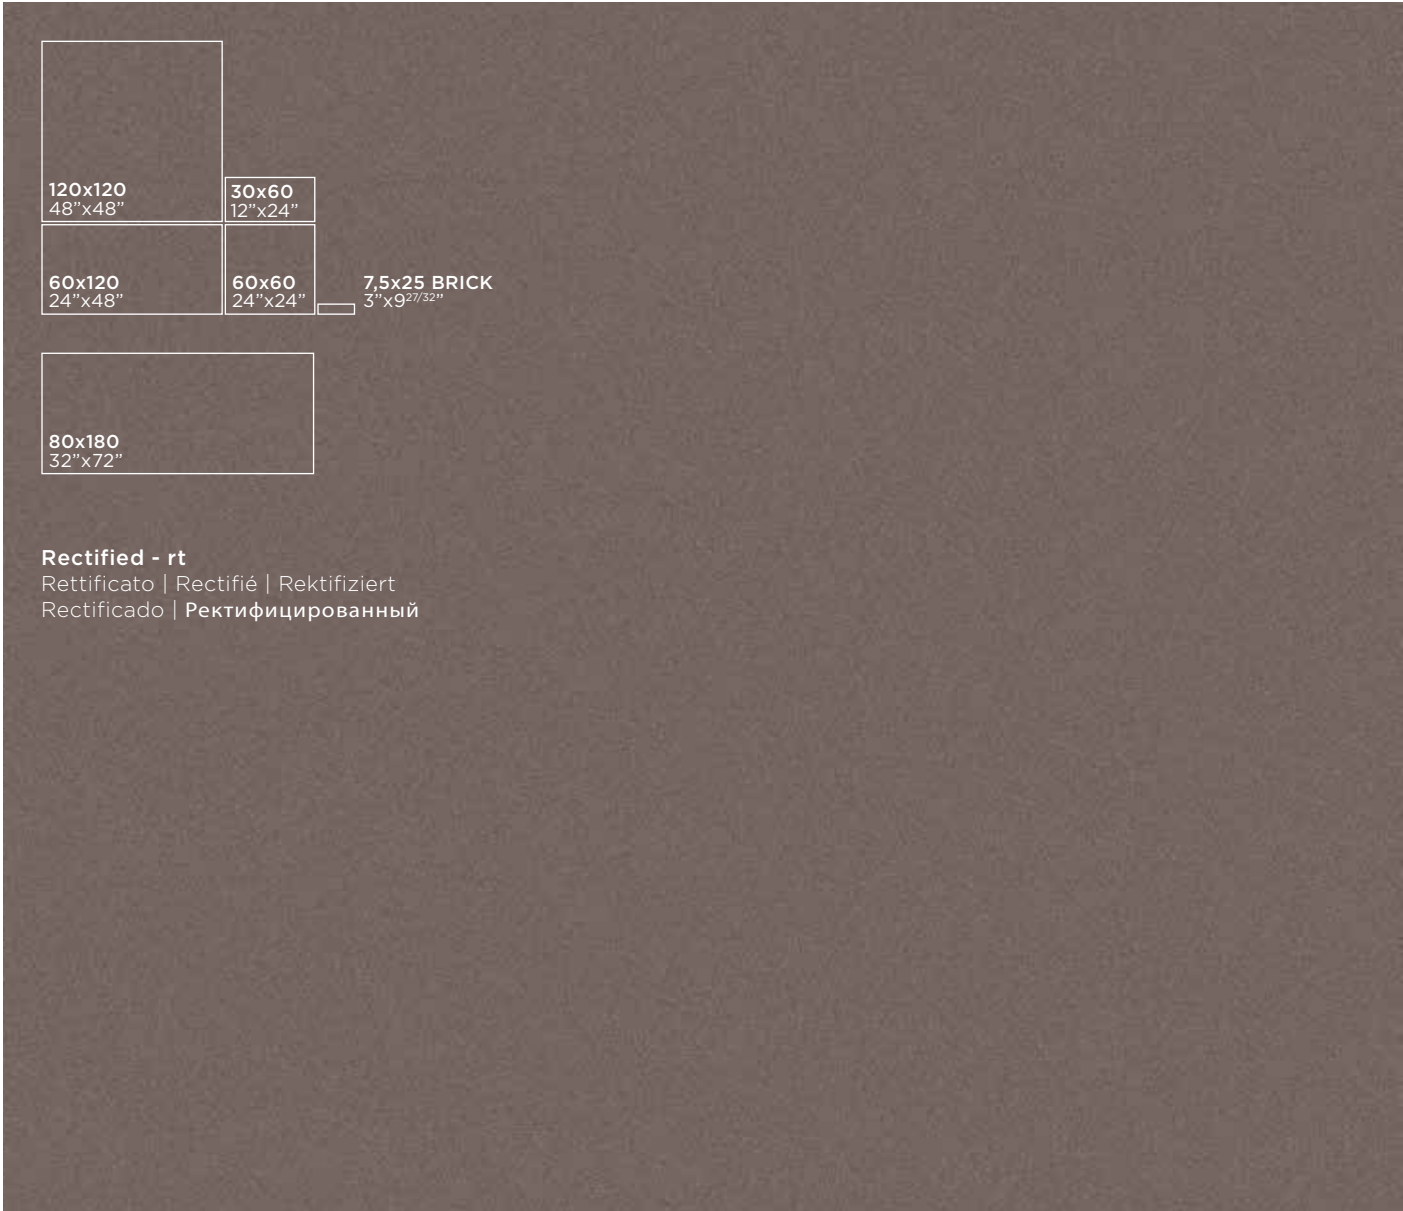 120x120
48”x48”
30x60
12”x24”
60x120
24”x48”
60x60
24”x24”
7,5x25 BRICK
3”x9 27/32”
80x180
32”x72”
Rectified - rt
Rettificato | Rectifié | Rektifiziert
Rectificado | Ректифицированный